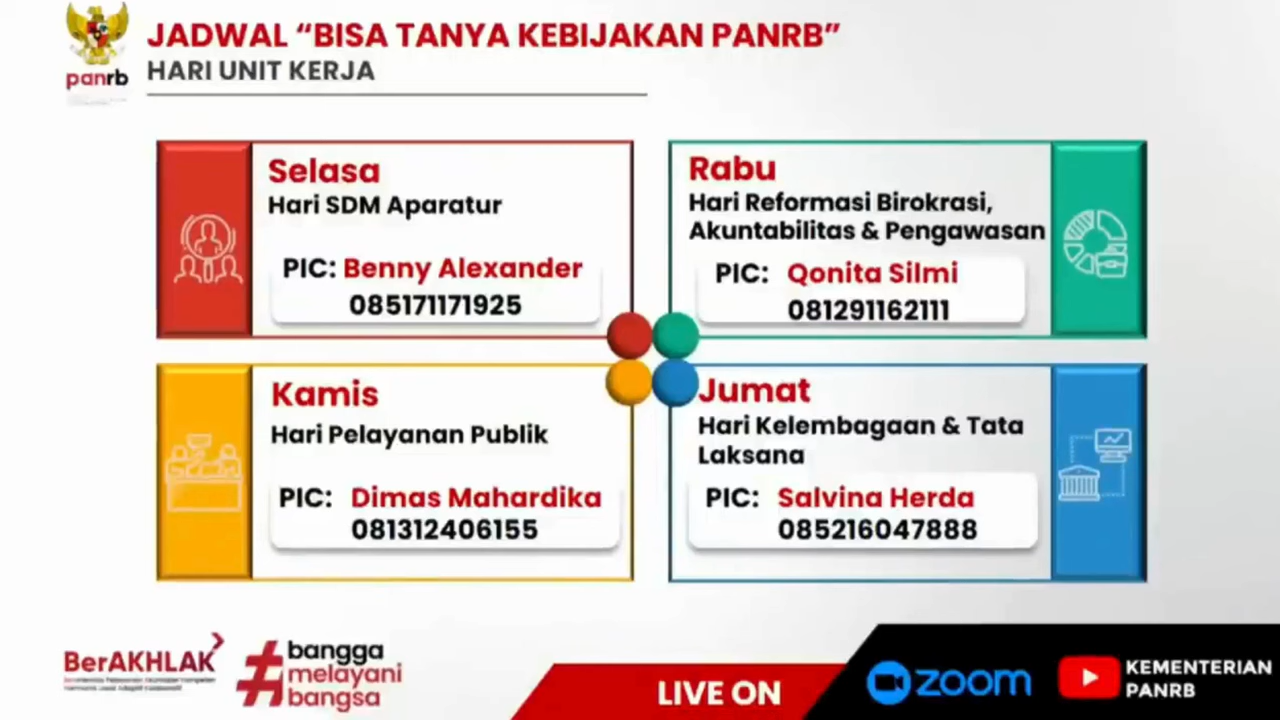 JADWAL “BISA TANYA KEBIJAKAN PANRB”
HARI UNIT KERJA
panrb
Selasa
Hari SDM Aparatur
PIC: Benny Alexander
085171171925
Rabu
Hari Reformasi Birokrasi,
Akuntabilitas & Pengawasan
PIC: Qonita Silmi
081291162111
Kamis
Hari Pelayanan Publik
PIC: Dimas Mahardika
081312406155
Jumat
Hari Kelembagaan & Tata
Laksana
PIC: Salvina Herda
085216047888
BerAKHLAK
#bangga
melayani
bangsa
LIVE ON
zoom
KEMENTERIAN
PANRB